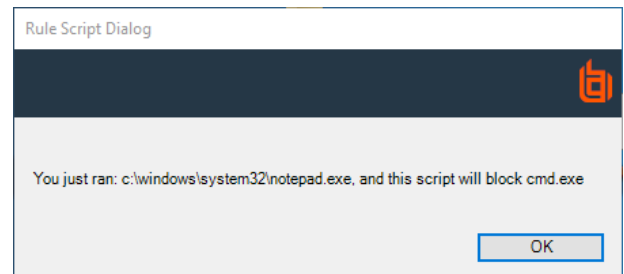 Rule Script Dialog
You just ran: c:\windows\system32\notepad.exe, and this script will block cmd.exe
OK